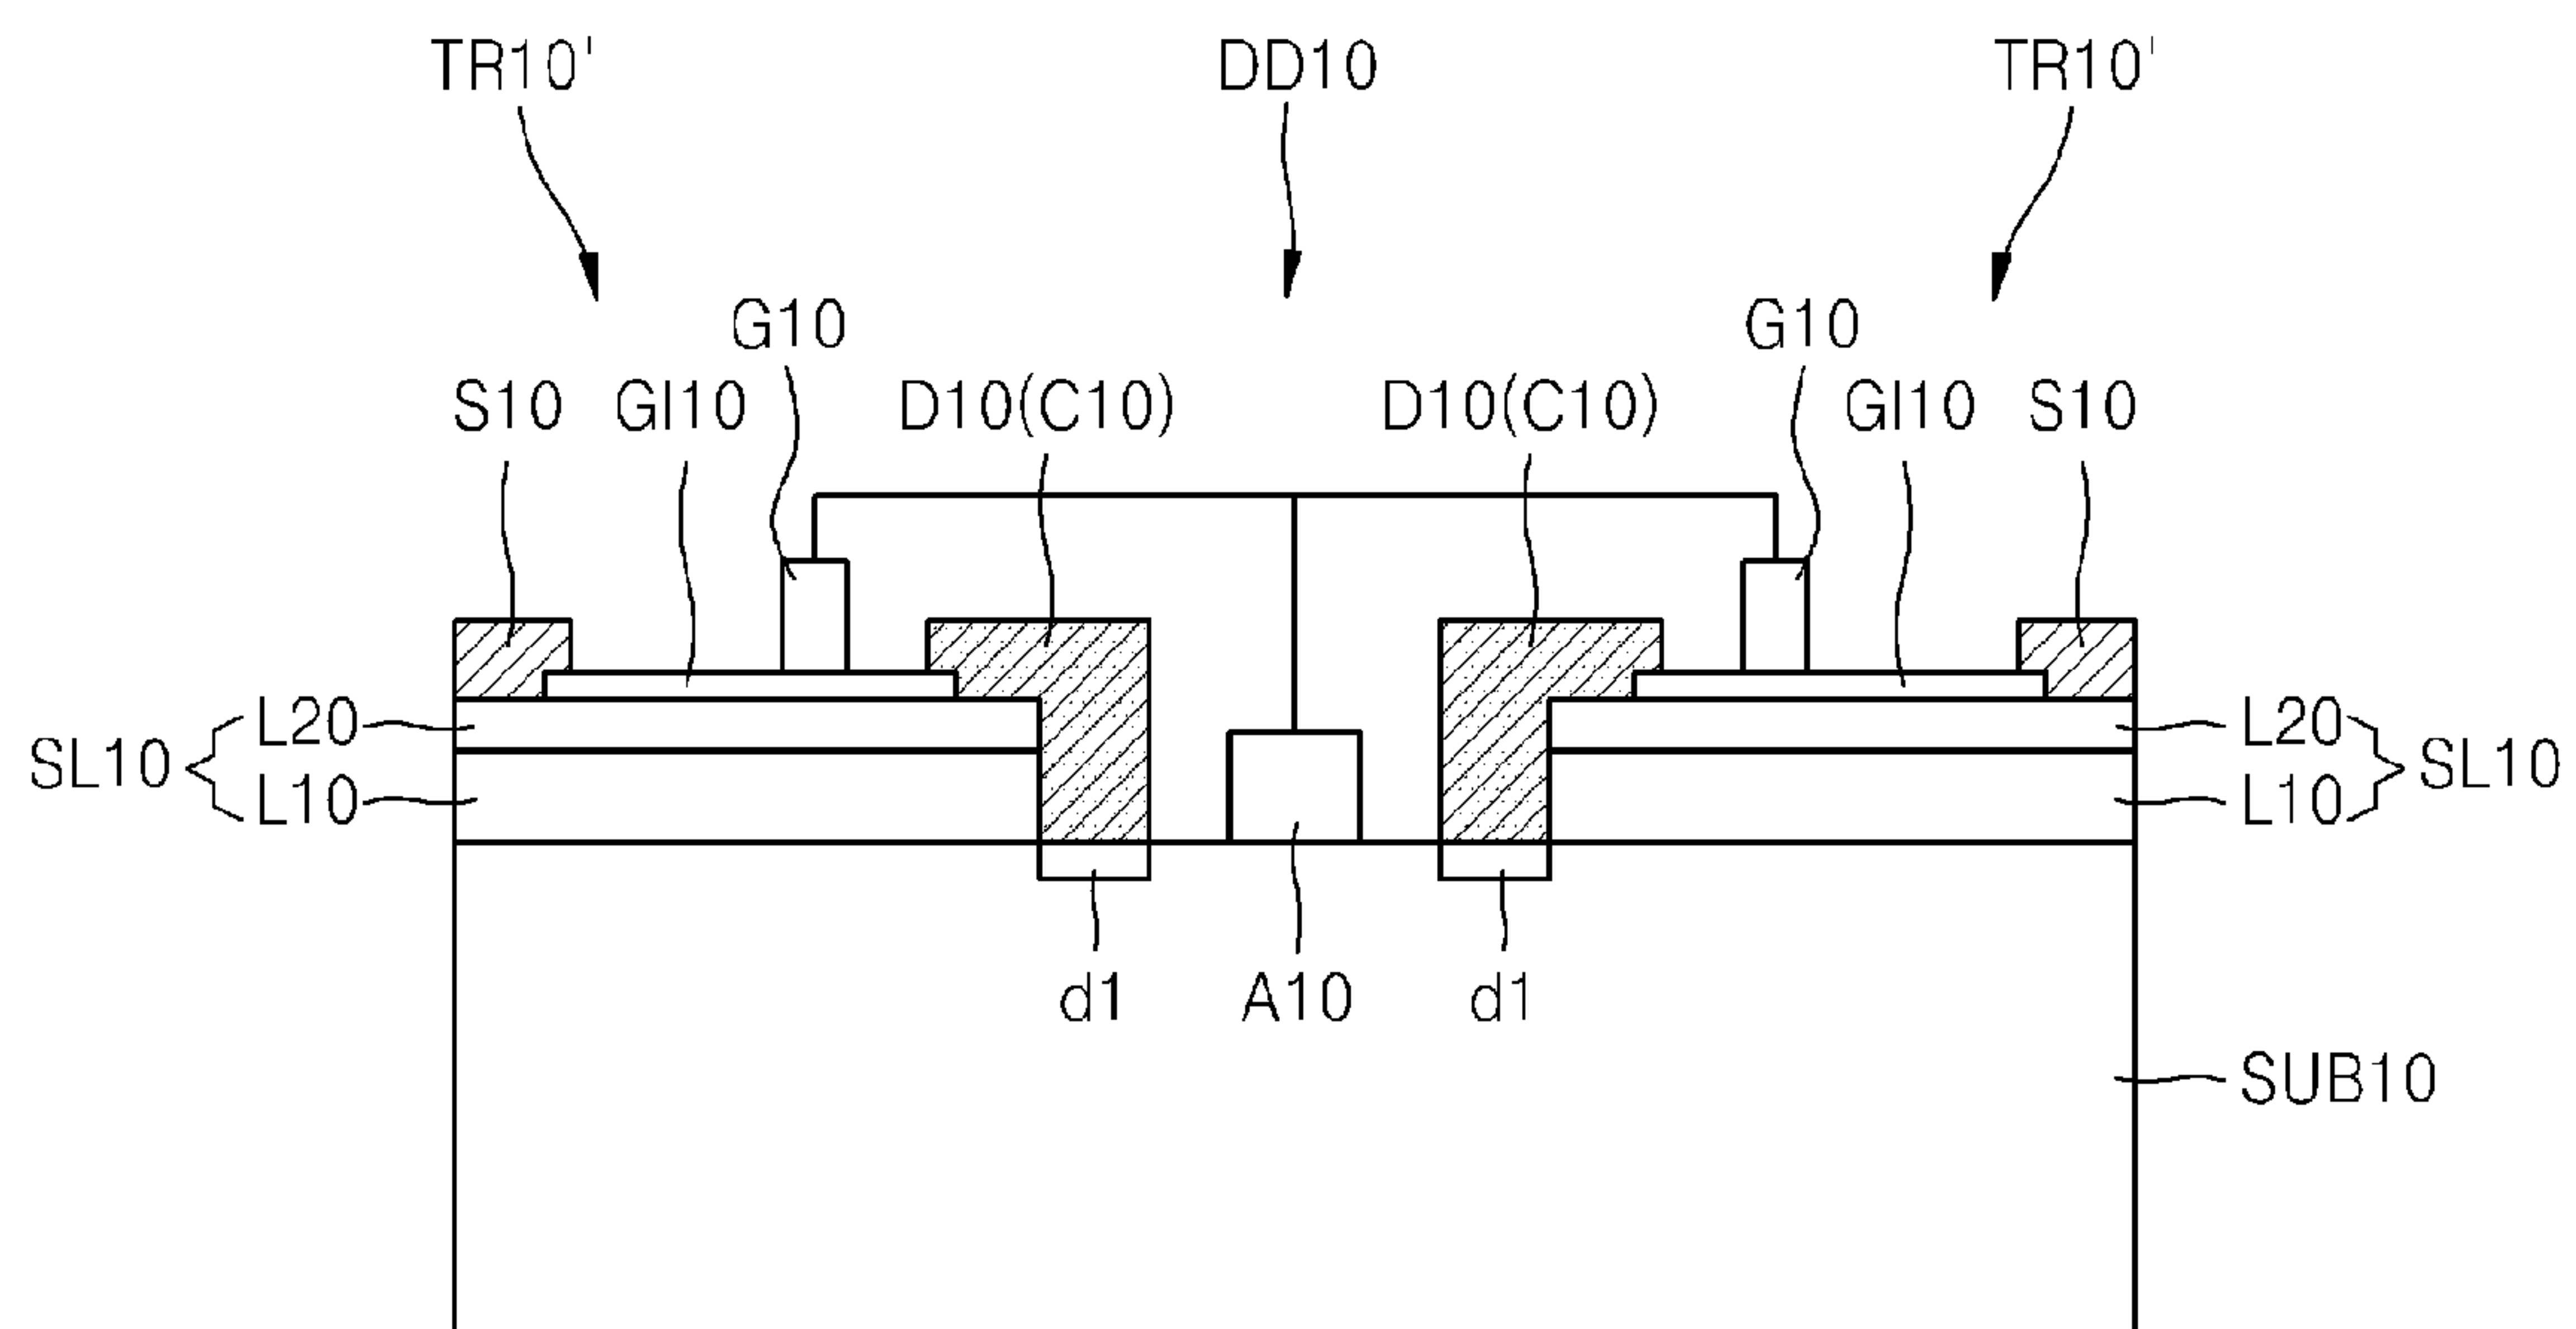 TR10' DD10 TR10'
G10 G10
S10 GI10 D10(C10) D10(C10) GI10 S10
L20 L20
SL10 SL10
L10 L10
d1 A10 d1
SUB10